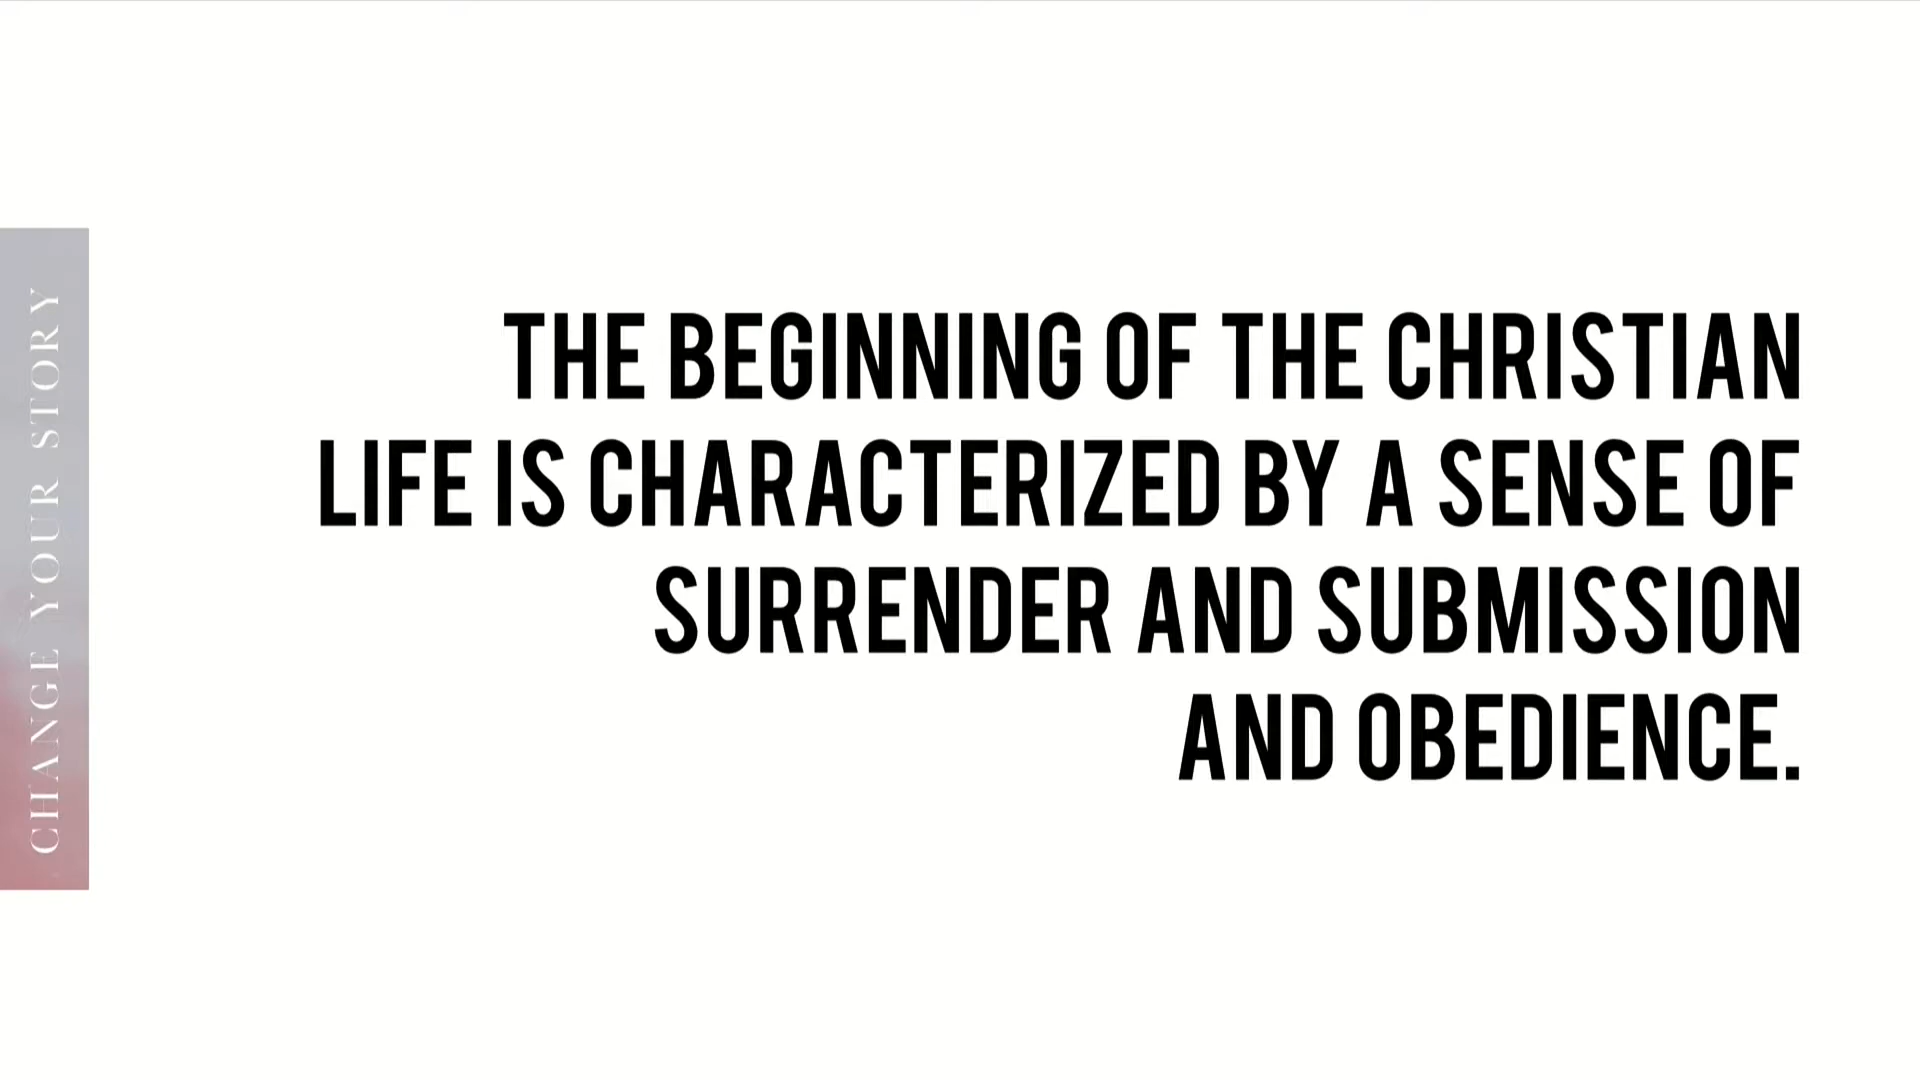 CHANGE YOUR STORY
THE BEGINNING OF THE CHRISTIAN
LIFE IS CHARACTERIZED BY A SENSE OF
SURRENDER AND SUBMISSION
AND OBEDIENCE.